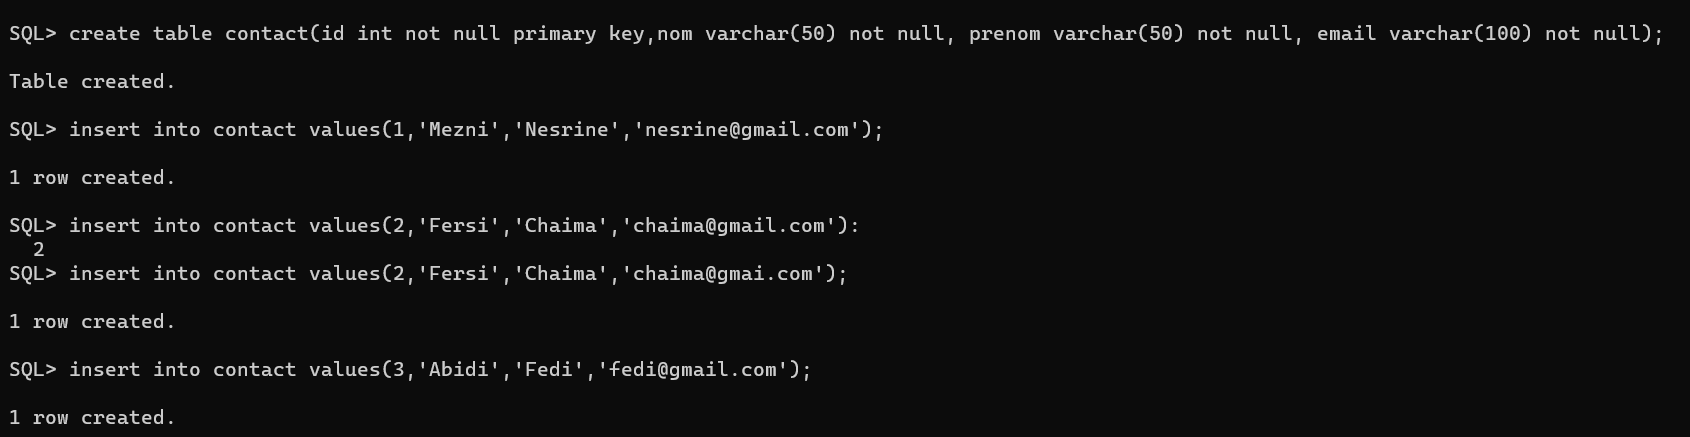 SQL> create table contact(id int not null primary key,nom varchar(50) not null, prenom varchar(50) not null, email varchar(100) not null);
Table created.
SQL> insert into contact values(1,'Mezni','Nesrine','nesrine@gmail.com');
1 row created.
SQL> insert into contact values(2,'Fersi','Chaima','chaima@gmail.com'):
2
SQL> insert into contact values(2,'Fersi','Chaima','chaima@gmai.com');
1 row created.
SQL> insert into contact values(3,'Abidi','Fedi','fedi@gmail.com');
1 row created.